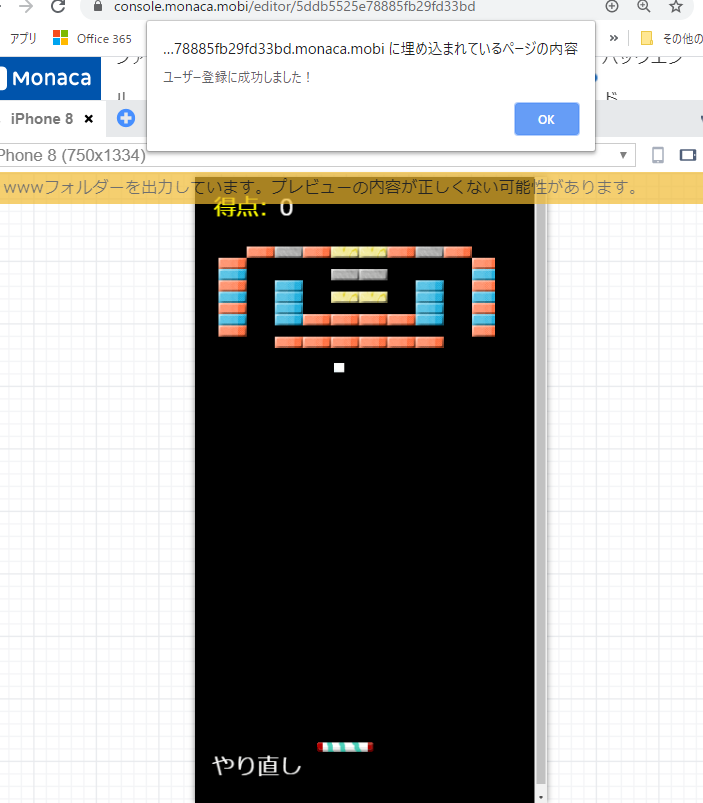 console.monaca.mobi/editor/5ddb5525e78885fb29fd33bd
アプリ
Office 365
»
その他の
...78885fb29fd33bd.monaca.mobi に埋め込まれているページの内容
ユーザー登録に成功しました！
OK
Monaca
iPhone 8 ×
Phone 8 (750x1334)
wwwフォルダーを出力しています。プレビューの内容が正しくない可能性があります。
得点: 0
やり直し